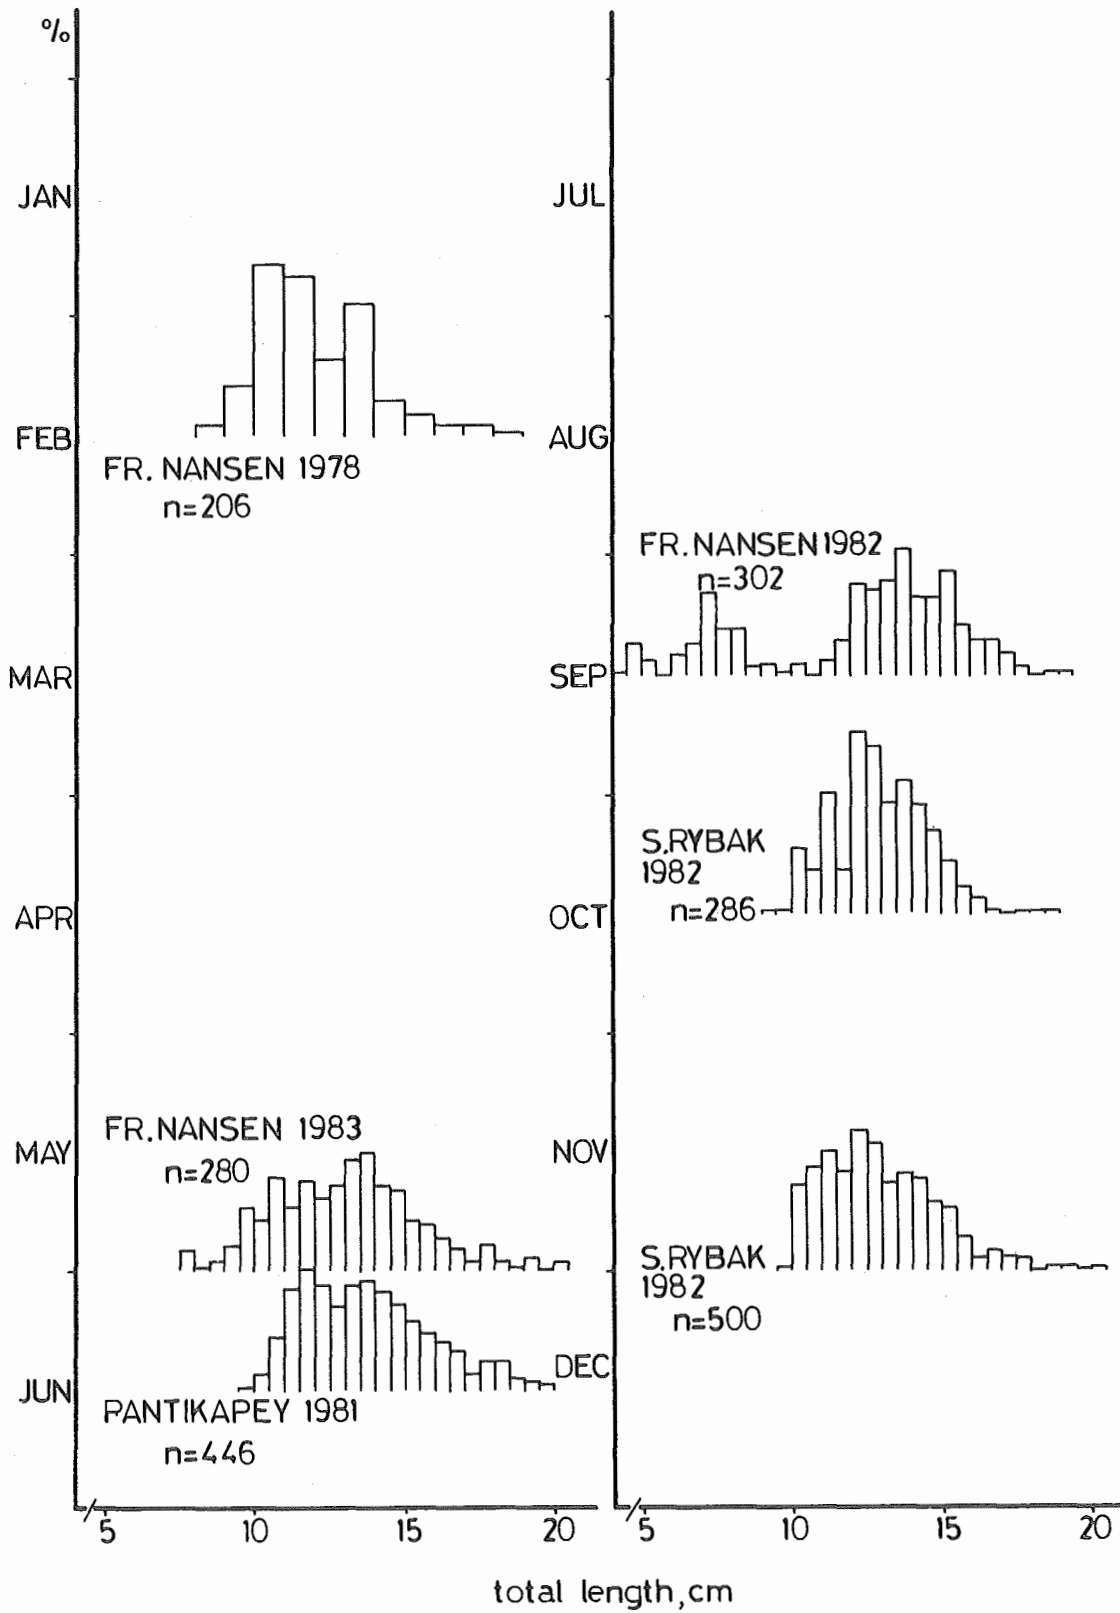 %
JAN
FEB
FR. NANSEN 1978
n=206
MAR
APR
FR. NANSEN 1983
MAY
n=280
JUN
PANTIKAPEY 1981
n=446
5 10 15 20
JUL
AUG
FR. NANSEN 1982
n=302
SEP
S. RYBAK
1982
n=286
OCT
NOV
S. RYBAK
1982
n=500
DEC
5 10 15 20
total length, cm